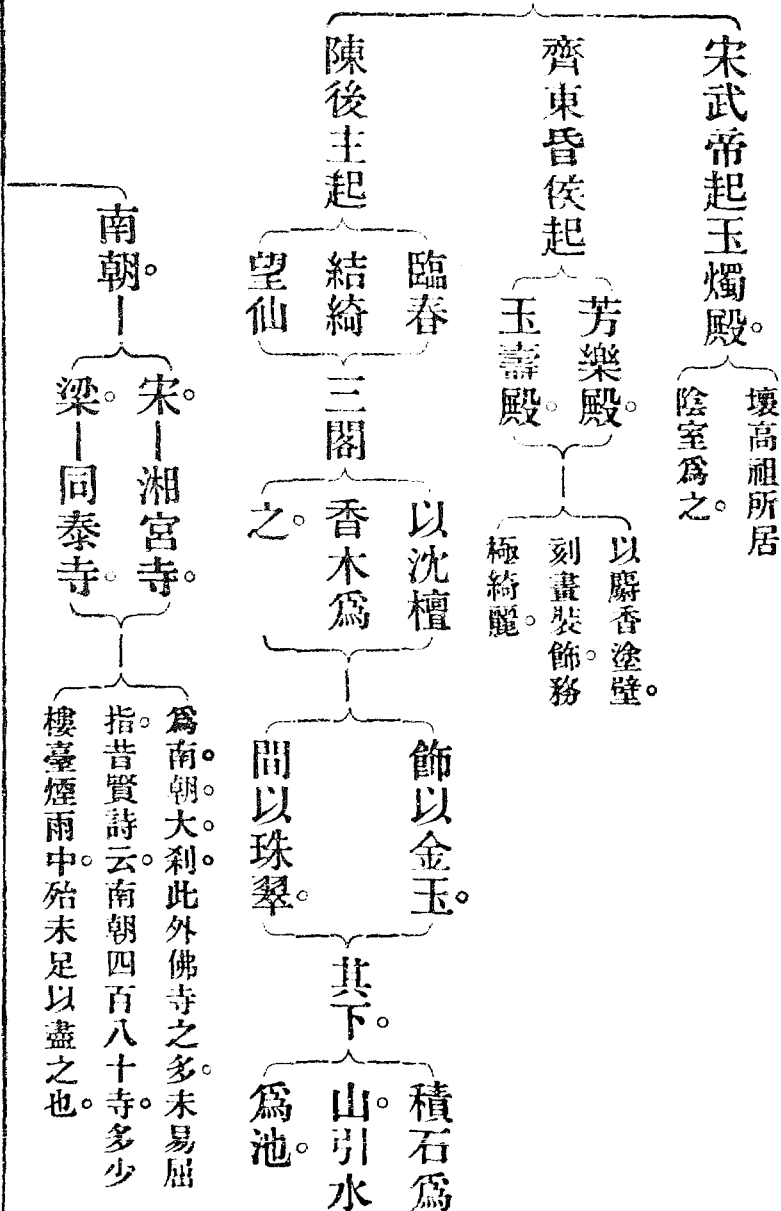 宋武帝起玉燭殿。
壞高祖所居
陰室爲之。
齊東昏侯起
芳樂殿。
玉壽殿。
以麝香塗壁。
刻畫裝飾。務
極綺麗。
陳後主起
臨春
結綺
望仙
三閣
以沈檀
香木爲
之。
飾以金玉。
間以珠翠。
其下。
積石爲
山。引水
爲池。
南朝。
宋。湘宮寺。
梁。同泰寺。
爲南。朝。大。刹。此外佛寺之多。未易屈
指。昔賢詩云。南朝四百八十寺。多少
樓臺煙雨中。殆未足以盡之也。